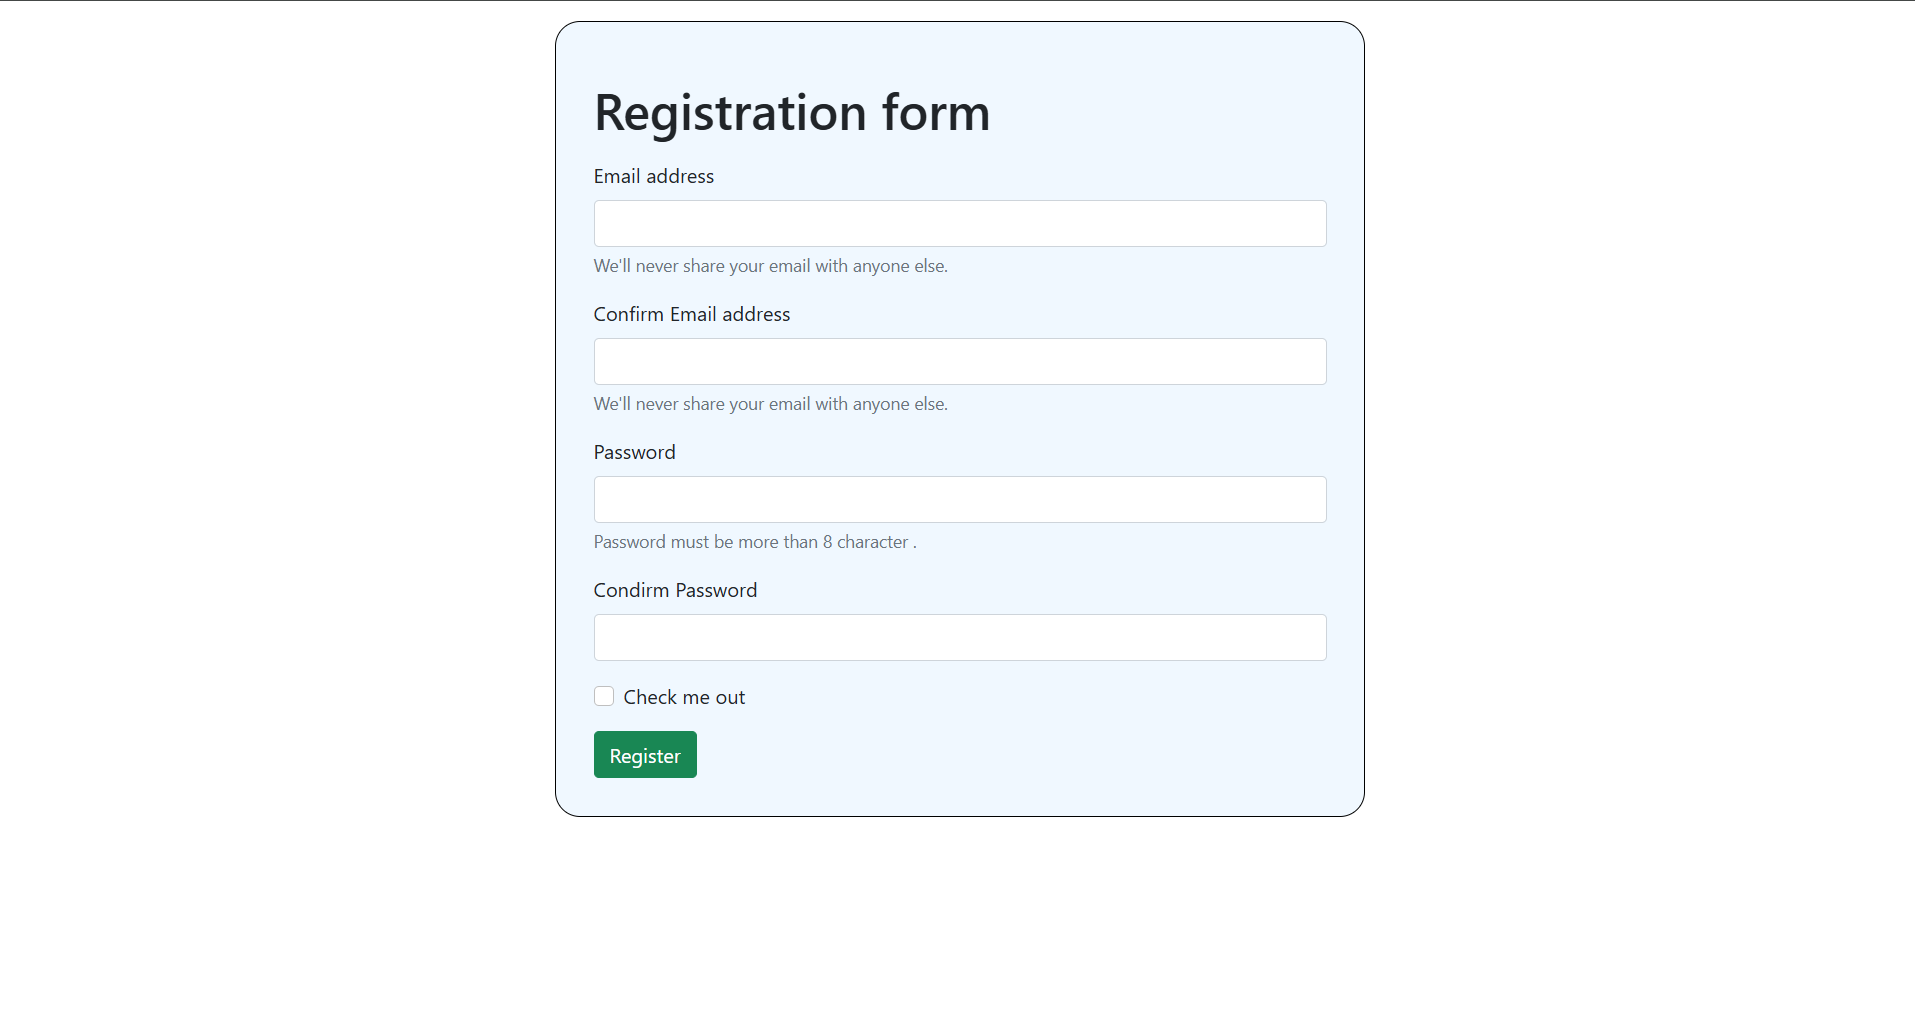 Registration form
Email address
We'll never share your email with anyone else.
Confirm Email address
We'll never share your email with anyone else.
Password
Password must be more than 8 character .
Condirm Password
Check me out
Register